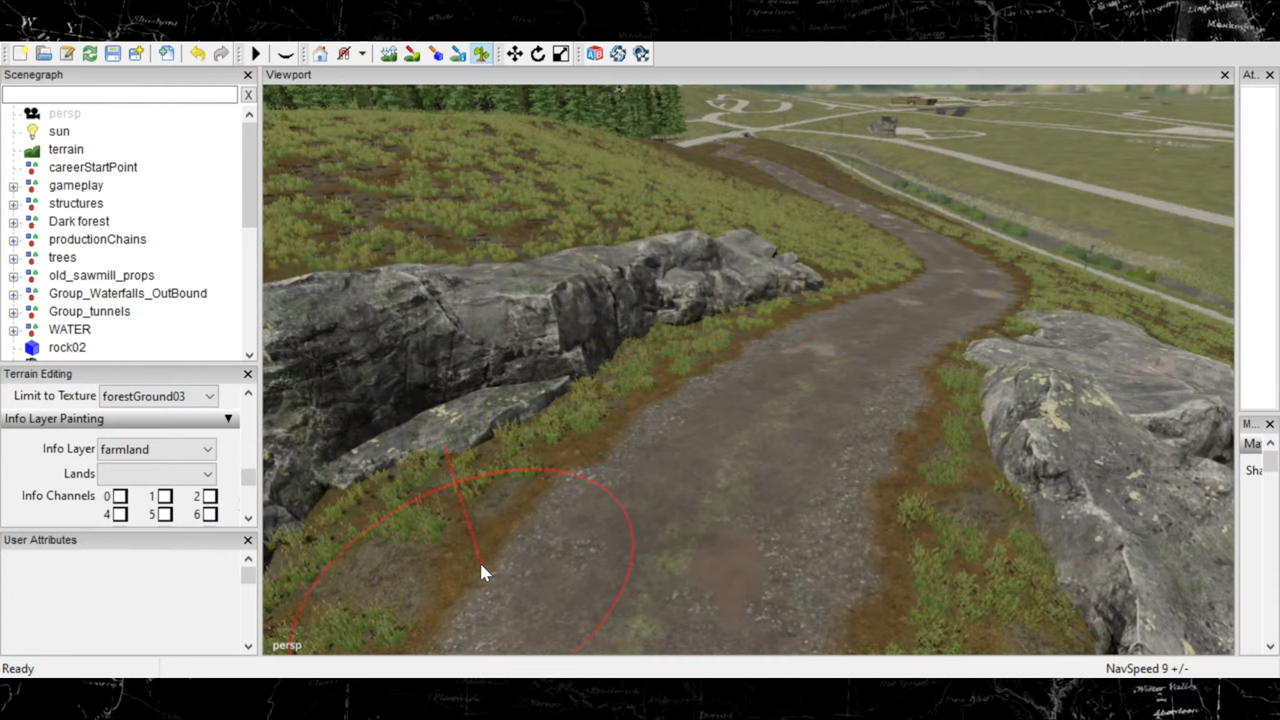 Scenegraph
X
persp
sun
terrain
careerStartPoint
gameplay
structures
Dark forest
productionChains
trees
old_sawmill_props
Group_Waterfalls_OutBound
Group_tunnels
WATER
rock02
Terrain Editing
Limit to Texture forestGround03
Info Layer Painting
Info Layer farmland
Lands
Info Channels 0 1 2
4 5 6
User Attributes
Viewport
persp
At..
M...
Ma
Sha
Ready
NavSpeed 9 +/-